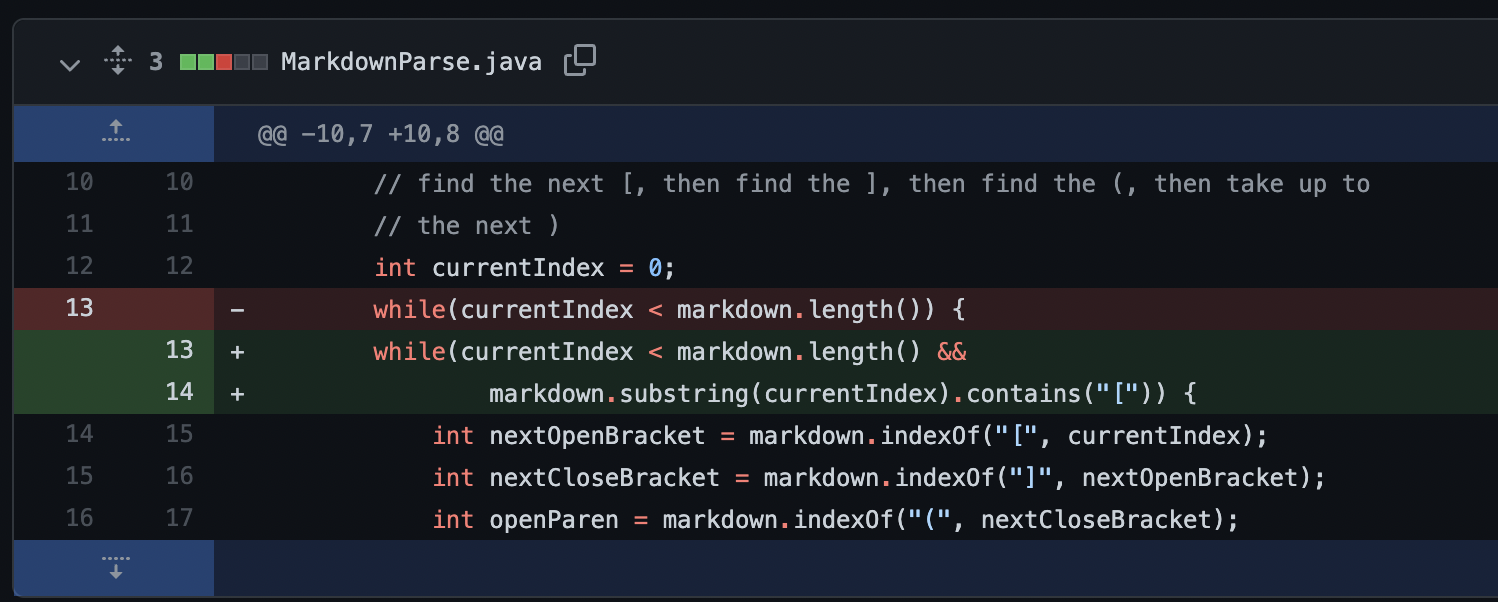 3 MarkdownParse.java
@@ -10,7 +10,8 @@
10 10 // find the next [, then find the ], then find the (, then take up to
11 11 // the next )
12 12 int currentIndex = 0;
13 - while(currentIndex < markdown.length()) {
13 + while(currentIndex < markdown.length() &&
14 + markdown.substring(currentIndex).contains("[")) {
14 15 int nextOpenBracket = markdown.indexOf("[", currentIndex);
15 16 int nextCloseBracket = markdown.indexOf("]", nextOpenBracket);
16 17 int openParen = markdown.indexOf("(", nextCloseBracket);